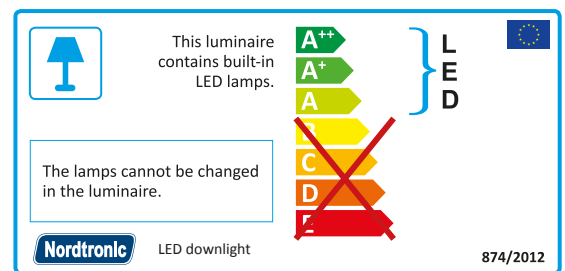 This luminaire
contains built-in
LED lamps.
A++
A+
A
B
C
D
E
L
E
D
The lamps cannot be changed
in the luminaire.
Nordtronic
LED downlight
874/2012